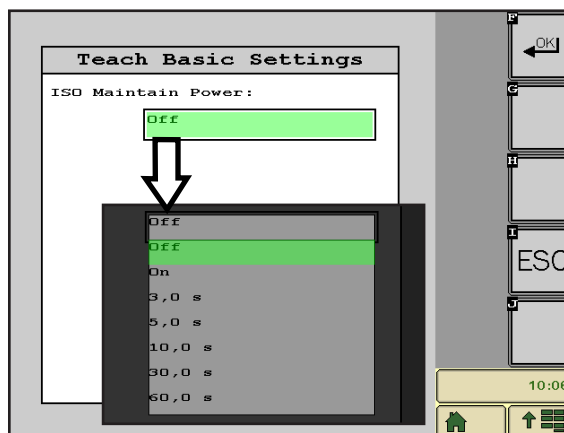 Teach Basic Settings
ISO Maintain Power:
Off
Off
Off
On
3,0 s
5,0 s
10,0 s
30,0 s
60,0 s
F
OK
G
H
I
ESC
J
10:06